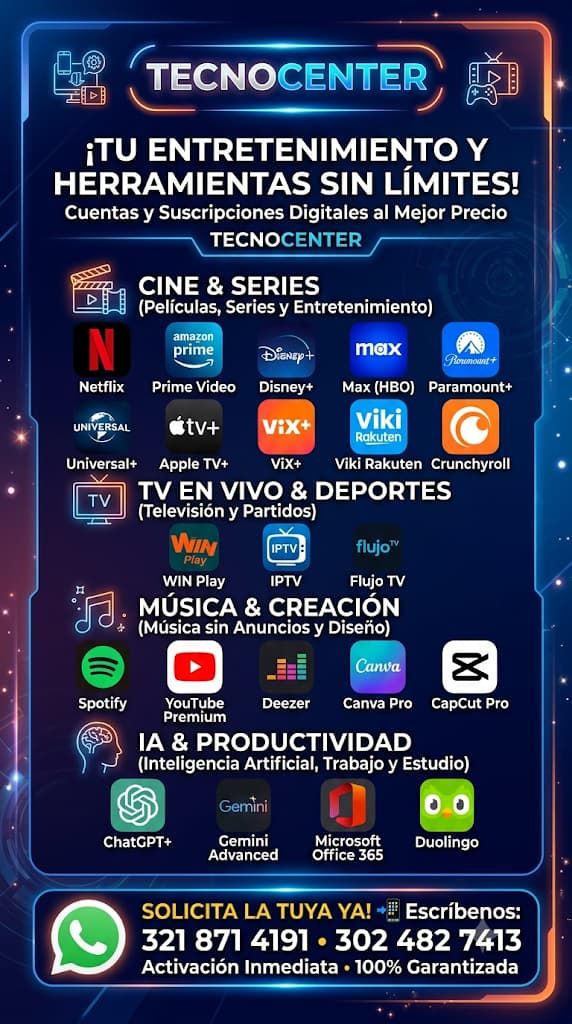 TECNOCENTER
¡TU ENTRETENIMIENTO Y
HERRAMIENTAS SIN LÍMITES!
Cuentas y Suscripciones Digitales al Mejor Precio
TECNOCENTER
CINE & SERIES
(Películas, Series y Entretenimiento)
N
amazon
prime
Disney+
max
Paramount+
Netflix
Prime Video
Disney+
Max (HBO)
Paramount+
UNIVERSAL
tv+
ViX+
viki
Rakuten
Universal+
Apple TV+
ViX+
Viki Rakuten
Crunchyroll
TV
TV EN VIVO & DEPORTES
(Televisión y Partidos)
WIN
Play
IPTV
flujoTV
WIN Play
IPTV
Flujo TV
MÚSICA & CREACIÓN
(Música sin Anuncios y Diseño)
Canva
Spotify
YouTube
Premium
Deezer
Canva Pro
CapCut Pro
IA & PRODUCTIVIDAD
(Inteligencia Artificial, Trabajo y Estudio)
Gemini
ChatGPT+
Gemini
Advanced
Microsoft
Office 365
Duolingo
SOLICITA LA TUYA YA! 📲 Escríbenos:
321 871 4191 • 302 482 7413
Activación Inmediata • 100% Garantizada